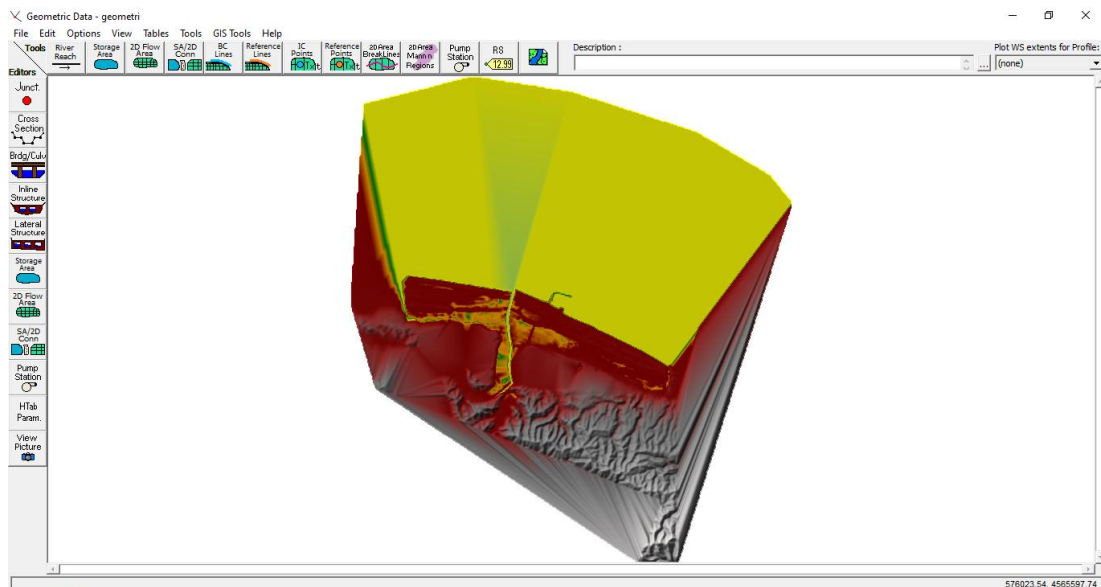 Geometric Data - geometri
File Edit Options View Tables Tools GIS Tools Help
Tools
Editors
River
Reach
Storage
Area
2D Flow
Area
SA/2D
Conn
BC
Lines
Reference
Lines
IC
Points
Reference
Points
2D Area
BreakLines
2D Area
Mann n
Regions
Pump
Station
RS
12.99
Description :
...
Plot WS extents for Profile:
(none)
Junct.
Cross
Section
Brdg/Culv
Inline
Structure
Lateral
Structure
Storage
Area
2D Flow
Area
SA/2D
Conn
Pump
Station
HTab
Param.
View
Picture
576023.54, 4565597.74